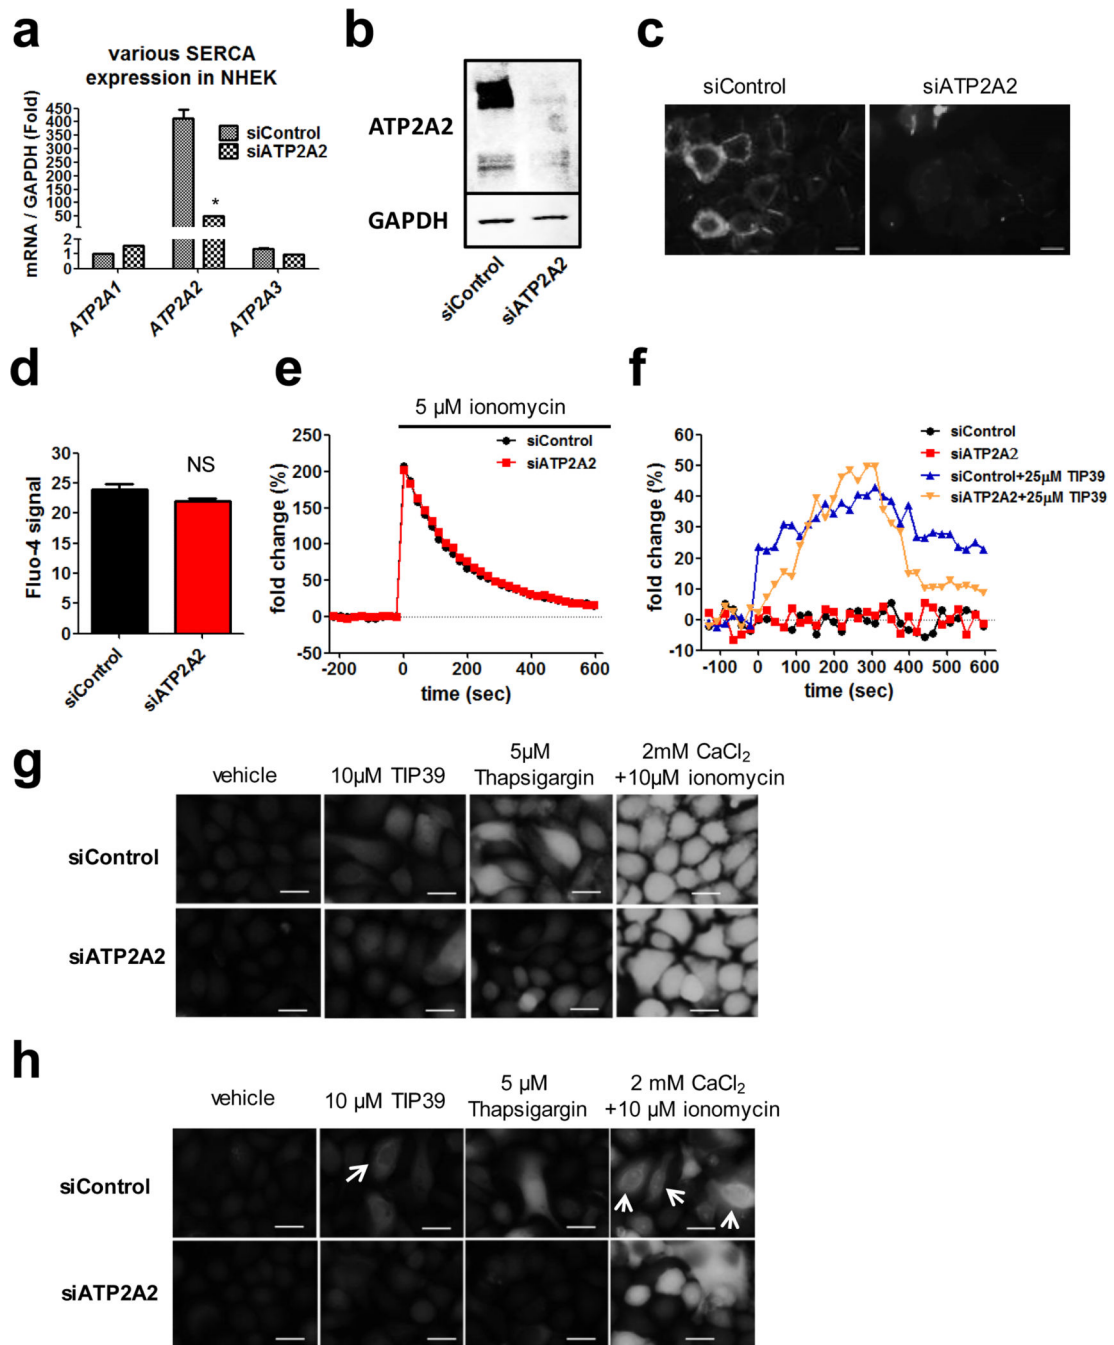 a
various SERCA
expression in NHEK
mRNA / GAPDH (Fold)
450
400
350
300
250
200
150
100
50
2
1
0
siControl
siATP2A2
*
ATP2A1
ATP2A2
ATP2A3
b
ATP2A2
GAPDH
siControl
siATP2A2
c
siControl
siATP2A2
d
Fluo-4 signal
30
25
20
15
10
5
0
NS
siControl
siATP2A2
e
5 µM ionomycin
fold change (%)
250
200
150
100
50
0
-50
siControl
siATP2A2
-200
0
200
400
600
time (sec)
f
fold change (%)
60
50
40
30
20
10
0
-10
siControl
siATP2A2
siControl+25µM TIP39
siATP2A2+25µM TIP39
-100
0
100
200
300
400
500
600
time (sec)
g
vehicle
10µM TIP39
5µM
Thapsigargin
2mM CaCl₂
+10µM ionomycin
siControl
siATP2A2
h
vehicle
10 µM TIP39
5 µM
Thapsigargin
2 mM CaCl₂
+10 µM ionomycin
siControl
siATP2A2